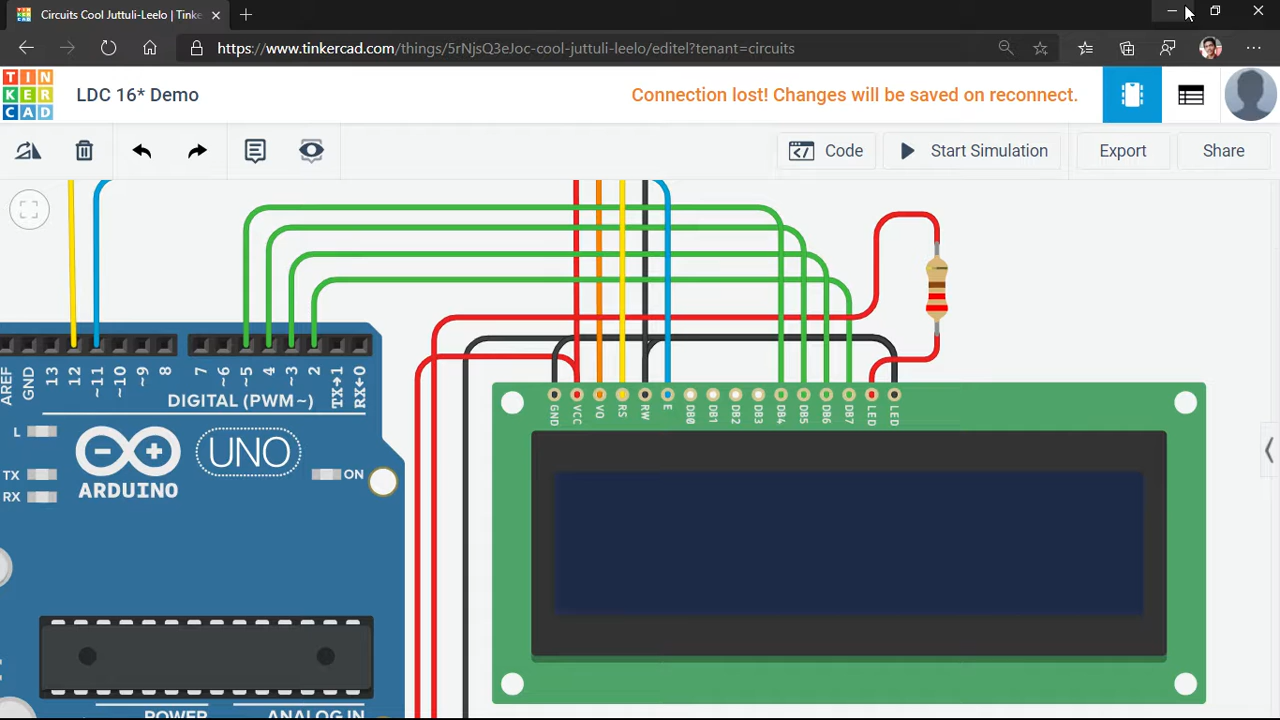 Circuits Cool Juttuli-Leelo | Tinke
https://www.tinkercad.com/things/5rNjsQ3eJoc-cool-juttuli-leelo/editel?tenant=circuits
TIN
KER
CAD
LDC 16* Demo
Connection lost! Changes will be saved on reconnect.
Code
Start Simulation
Export
Share
AREF
GND
13
12
~11
~10
~9
8
7
~6
~5
4
~3
2
TX→1
RX←0
DIGITAL (PWM~)
L
TX
RX
ARDUINO
UNO
ON
GND
VCC
VO
RS
RW
E
DB0
DB1
DB2
DB3
DB4
DB5
DB6
DB7
LED
LED
POWER
ANALOG IN